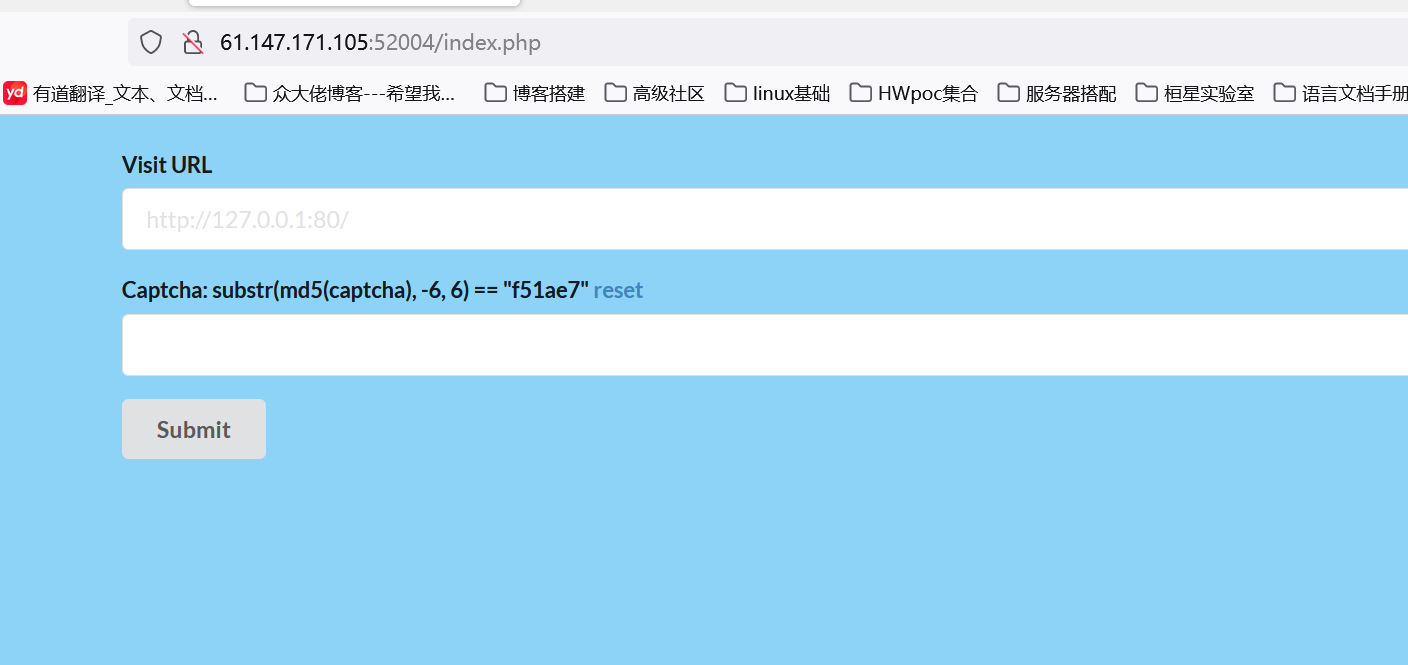 61.147.171.105:52004/index.php
yd 有道翻译_文本、文档... 众大佬博客---希望我... 博客搭建 高级社区 linux基础 HWpoc集合 服务器搭配 桓星实验室 语言文档手册
Visit URL
http://127.0.0.1:80/
Captcha: substr(md5(captcha), -6, 6) == "f51ae7" reset
Submit